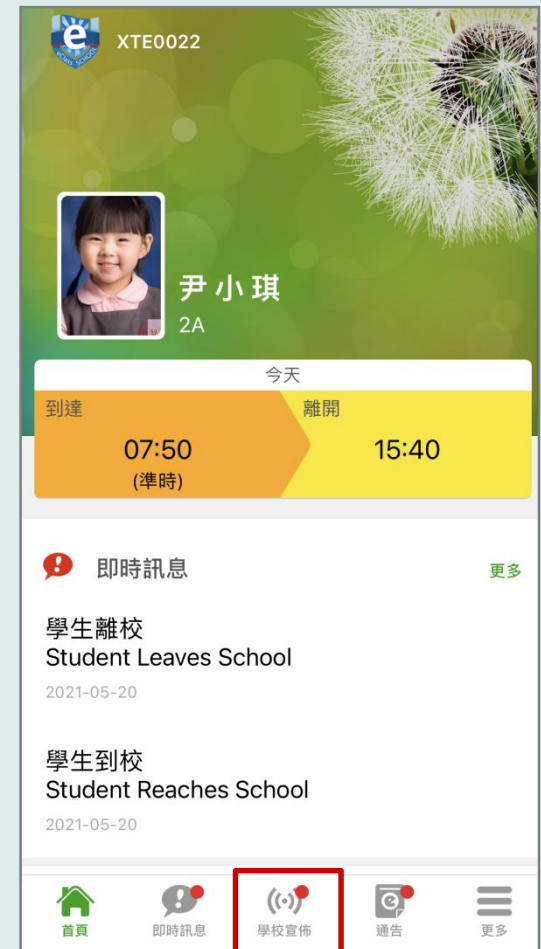 e
eClass SCHOOL
XTE0022
尹小琪
2A
今天
到達
離開
07:50
15:40
(準時)
即時訊息
更多
學生離校
Student Leaves School
2021-05-20
學生到校
Student Reaches School
2021-05-20
首頁
即時訊息
學校宣佈
通告
更多